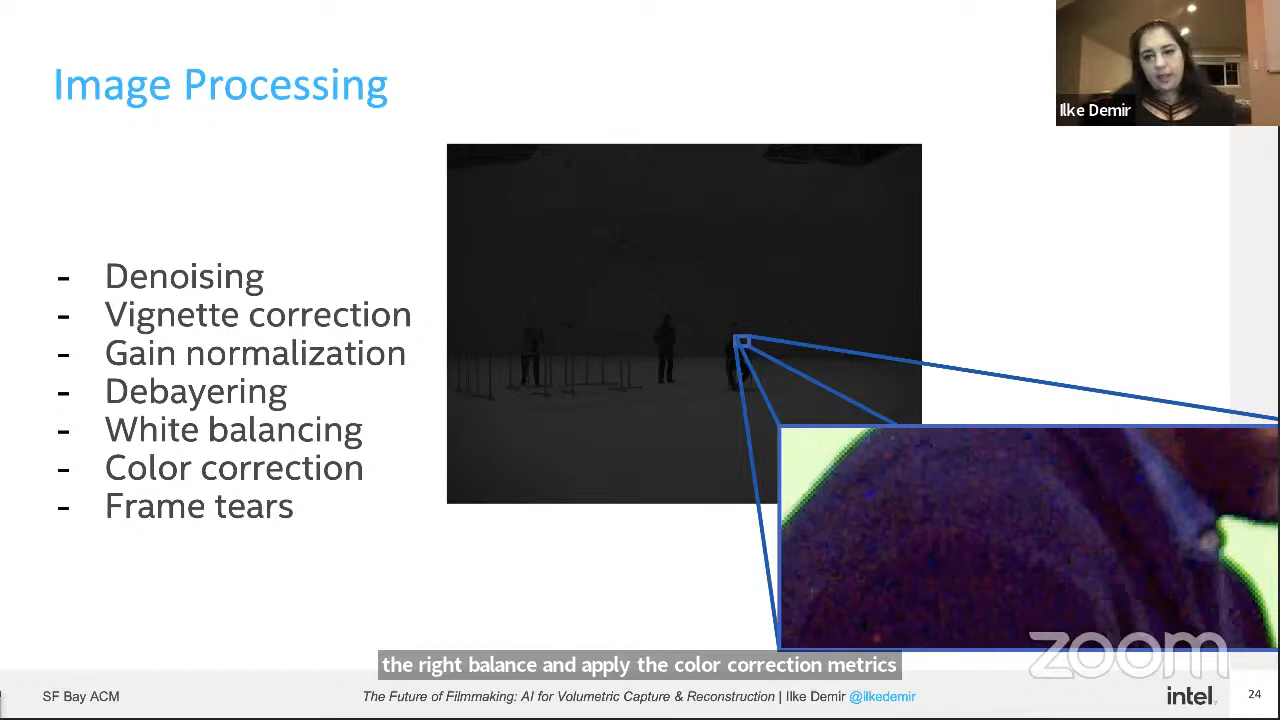 Image Processing
Ilke Demir
- Denoising
- Vignette correction
- Gain normalization
- Debayering
- White balancing
- Color correction
- Frame tears
zoom
the right balance and apply the color correction metrics
SF Bay ACM
The Future of Filmmaking: AI for Volumetric Capture & Reconstruction | Ilke Demir @ilkedemir
intel.
24